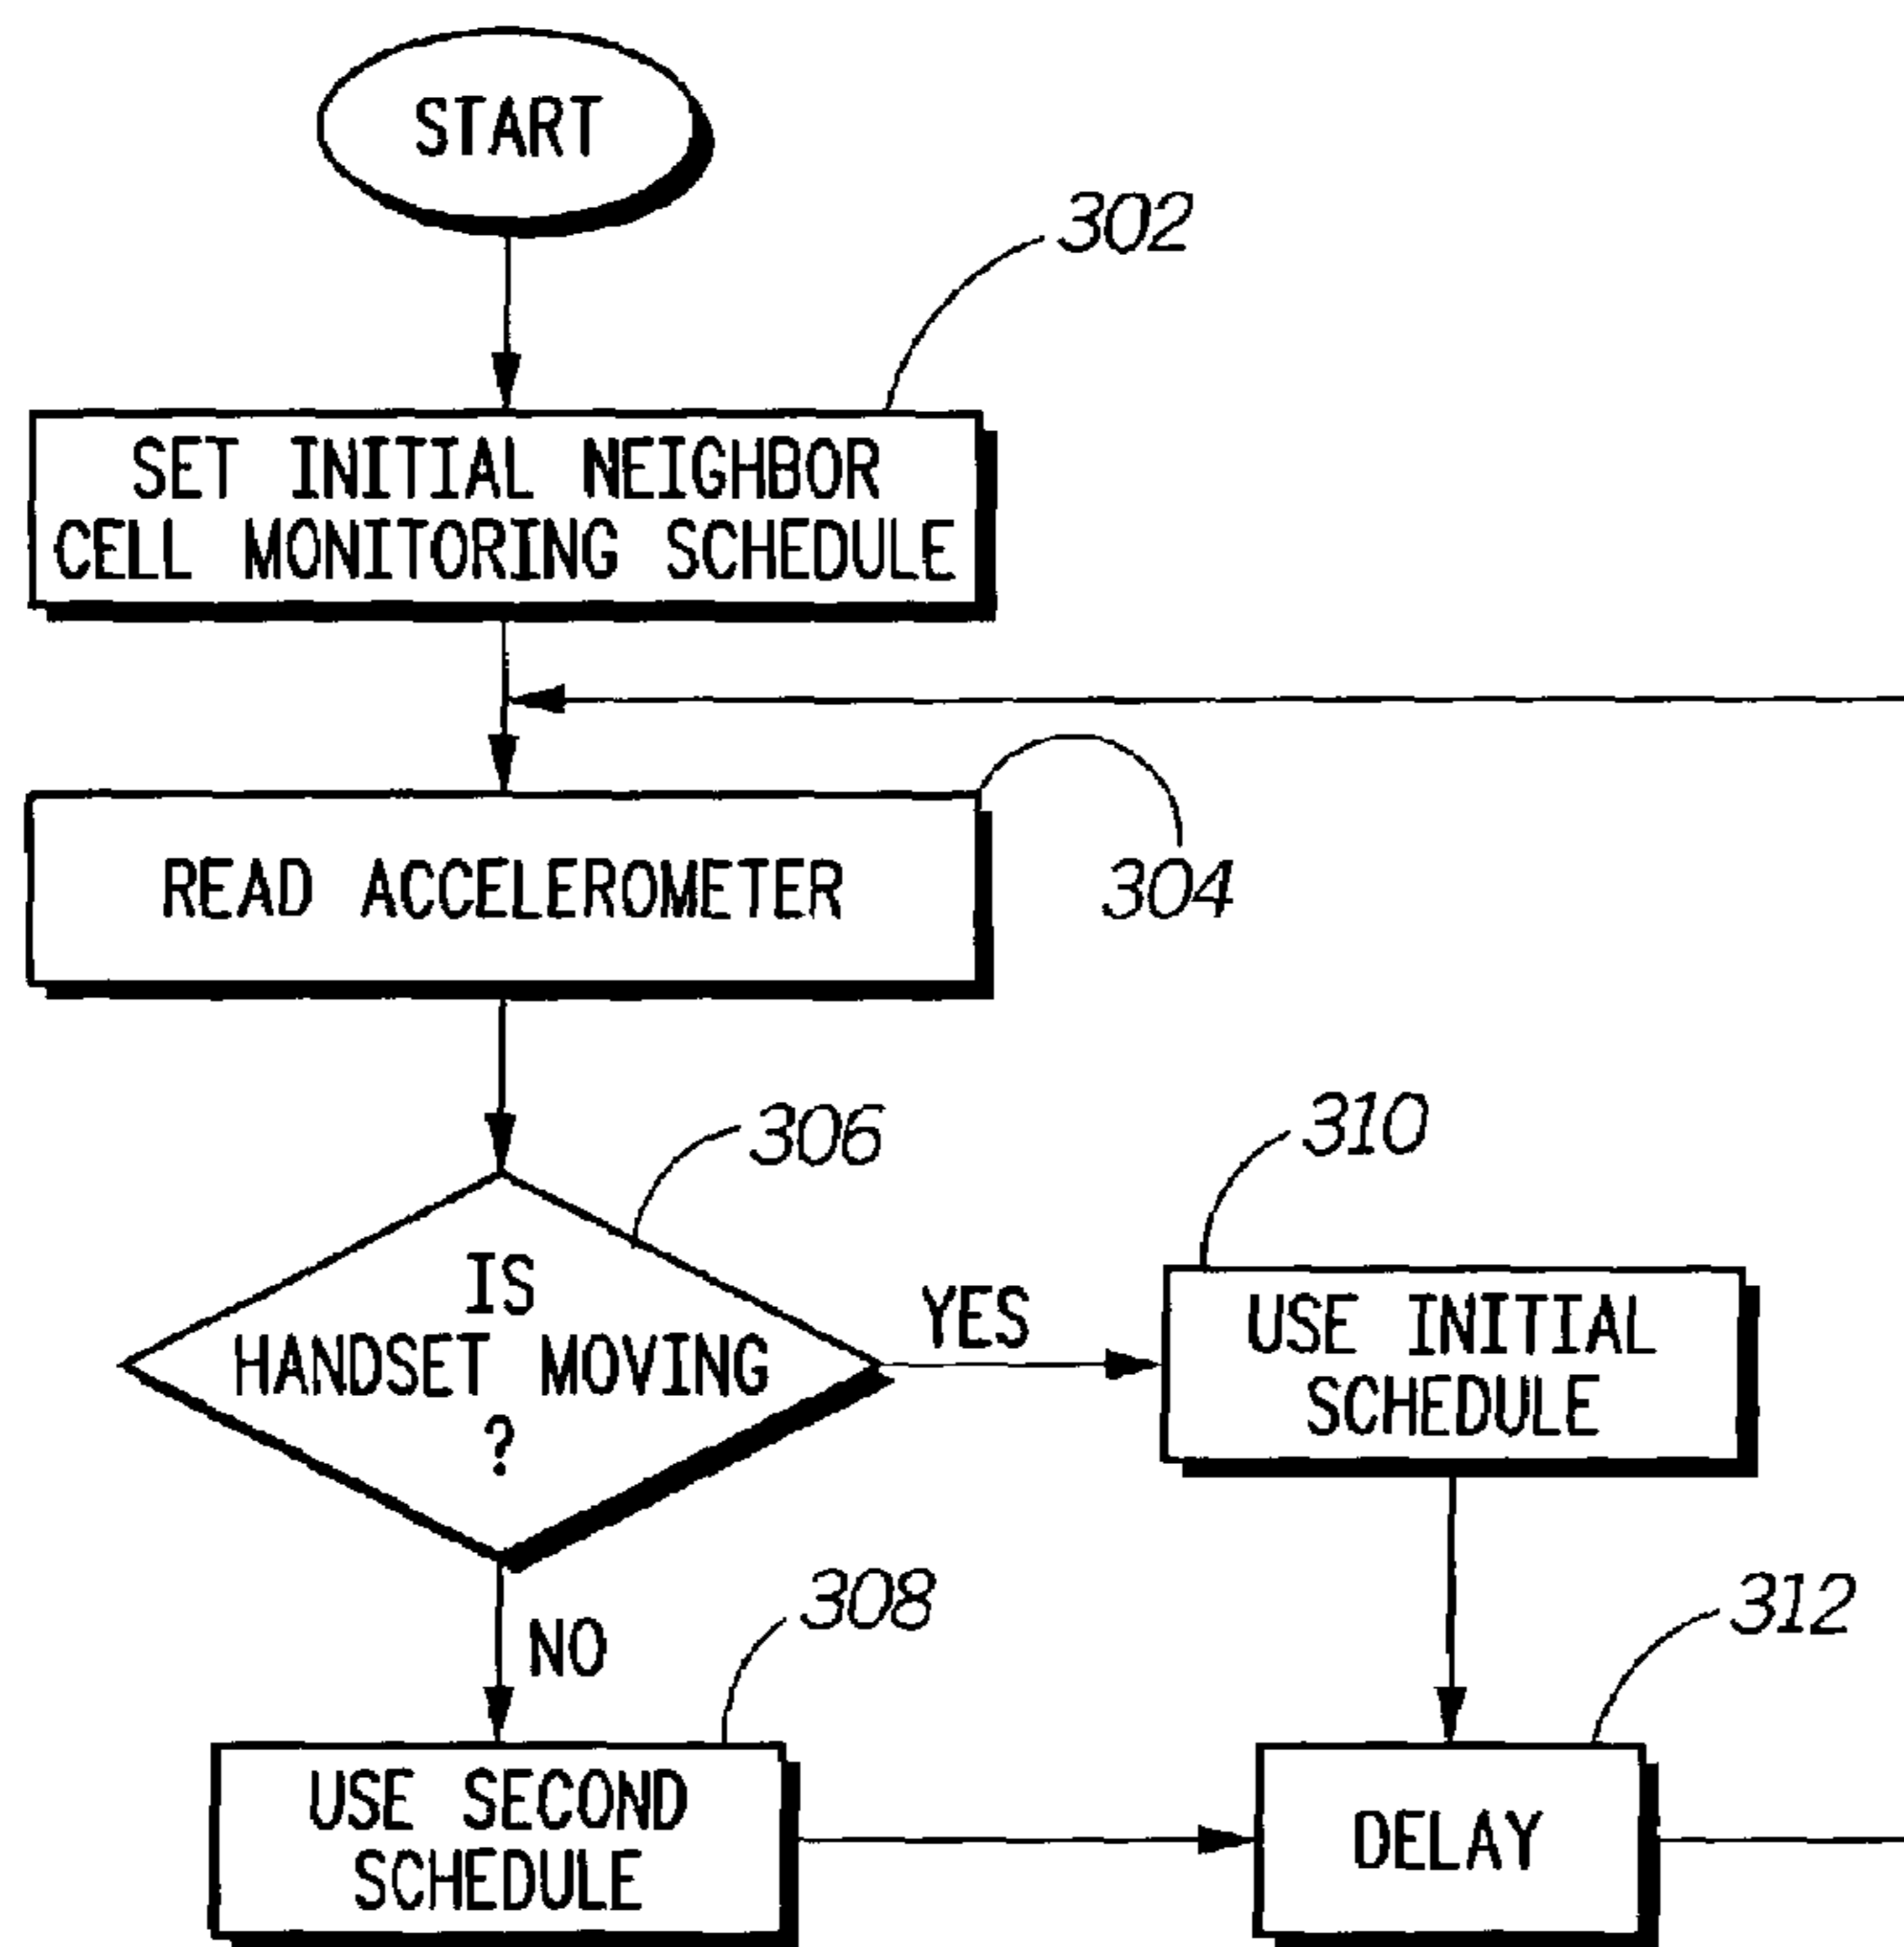 START
302
SET INITIAL NEIGHBOR
CELL MONITORING SCHEDULE
READ ACCELEROMETER
304
306
IS
HANDSET MOVING
?
YES
310
USE INITIAL
SCHEDULE
NO
308
USE SECOND
SCHEDULE
312
DELAY